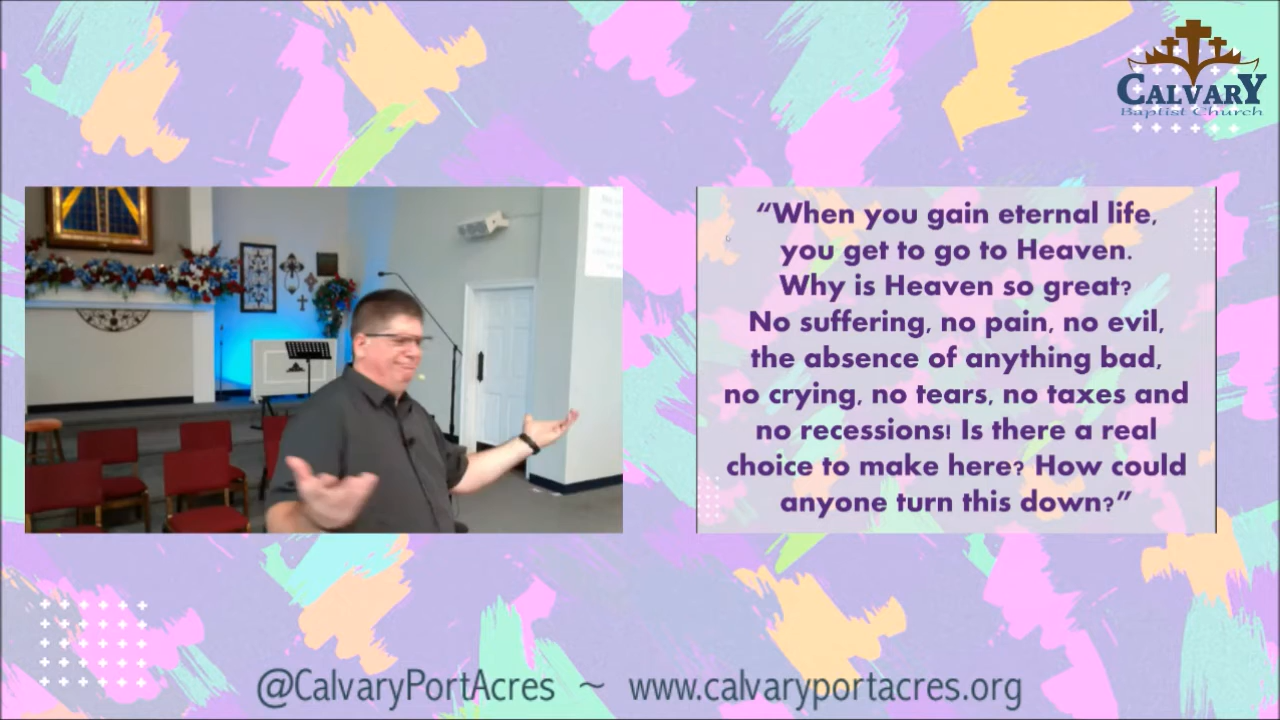 CALVARY
Baptist Church
“When you gain eternal life,
you get to go to Heaven.
Why is Heaven so great?
No suffering, no pain, no evil,
the absence of anything bad,
no crying, no tears, no taxes and
no recessions! Is there a real
choice to make here? How could
anyone turn this down?”
@CalvaryPortAcres ~ www.calvaryportacres.org